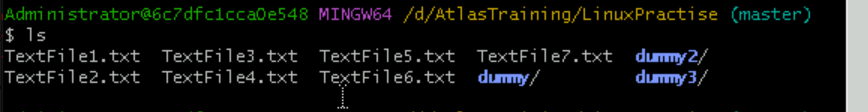 Administrator@6c7dfc1cca0e548 MINGW64 /d/AtlasTraining/LinuxPractise (master)
$ ls
TextFile1.txt  TextFile3.txt  TextFile5.txt  TextFile7.txt  dummy2/
TextFile2.txt  TextFile4.txt  TextFile6.txt  dummy/         dummy3/